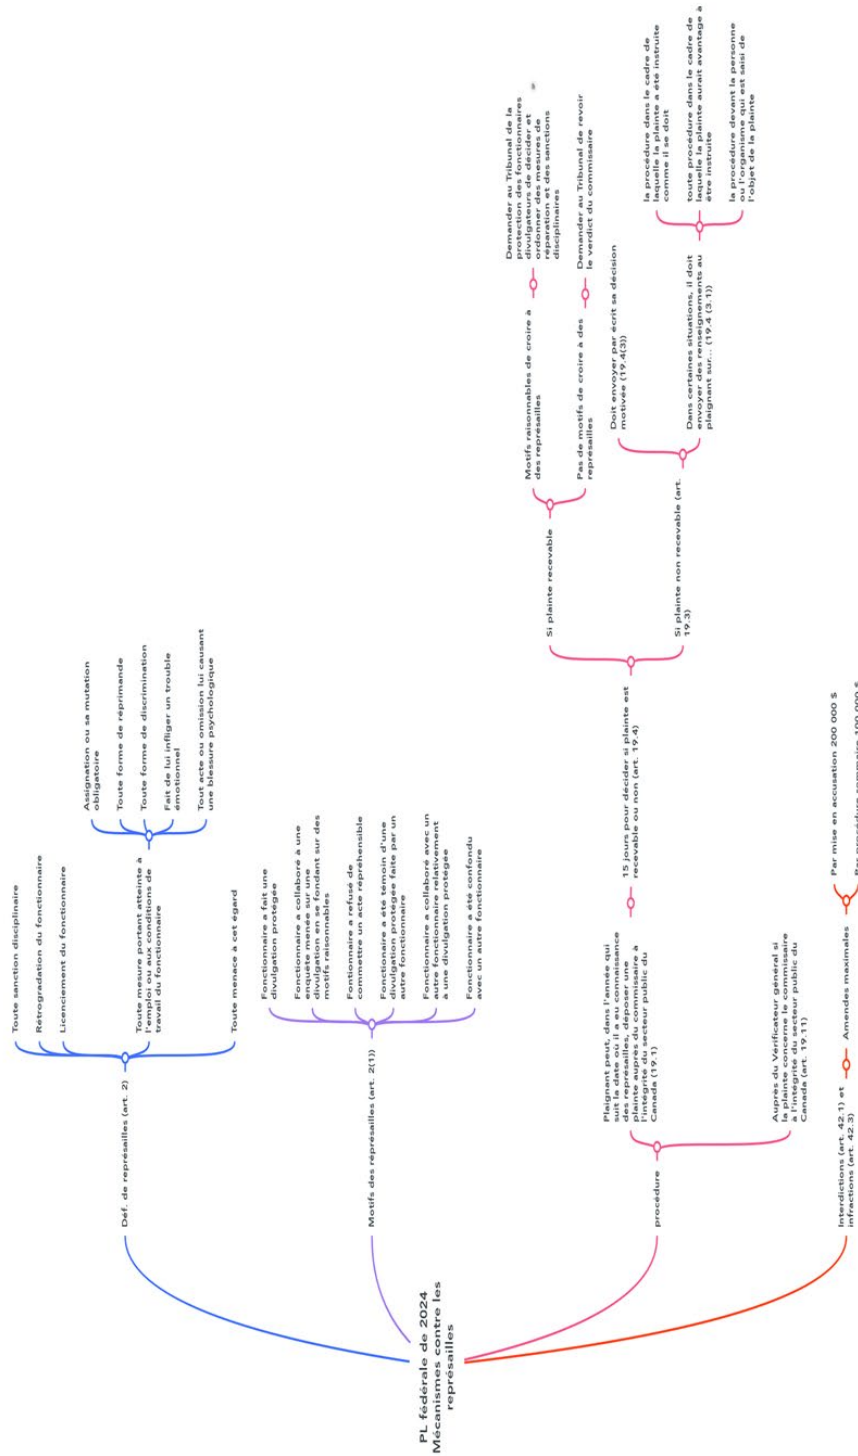 PL fédérale de 2024
Mécanismes contre les
représailles
Déf. de représailles (art. 2)
Toute sanction disciplinaire
Rétrogradation du fonctionnaire
Licenciement du fonctionnaire
Toute mesure portant atteinte à
l'emploi ou aux conditions de
travail du fonctionnaire
Assignation ou sa mutation
obligatoire
Toute forme de réprimande
Toute forme de discrimination
Fait de lui infliger un trouble
émotionnel
Tout acte ou omission lui causant
une blessure psychologique
Toute menace à cet égard
Motifs des représailles (art. 2(1))
Fonctionnaire a fait une
divulgation protégée
Fonctionnaire a collaboré à une
enquête menée sur une
divulgation en se fondant sur des
motifs raisonnables
Fontionnaire a refusé de
commettre un acte répréhensible
Fonctionaire a été témoin d'une
divulgation protégée faite par un
autre fonctionnaire
Fonctionnaire a collaboré avec un
autre fonctionnaire relativement
à une divulgation protégée
Fonctionnaire a été confondu
avec un autre fonctionnaire
procédure
Plaignant peut, dans l'année qui
suit la date où il a eu connaissance
des représailles, déposer une
plainte auprès du commissaire à
l'intégrité du secteur public du
Canada (19.1)
15 jours pour décider si plainte est
recevable ou non (art. 19.4)
Si plainte recevable
Motifs raisonnables de croire à
des représailles
Demander au Tribunal de la
protection des fonctionnaires
divulgateurs de décider et
ordonner des mesures de
réparation et des sanctions
disciplinaires
Pas de motifs de croire à des
représailles
Demander au Tribunal de revoir
le verdict du commissaire
Si plainte non recevable (art.
19.3)
Doit envoyer par écrit sa décision
motivée (19.4(3))
Dans certaines situations, il doit
envoyer des renseignements au
plaignant sur... (19.4 (3.1))
la procédure dans le cadre de
laquelle la plainte a été instruite
comme il se doit
toute procédure dans le cadre de
laquelle la plainte aurait avantage à
être instruite
la procédure devant la personne
ou l'organisme qui est saisi de
l'objet de la plainte
Auprès du Vérificateur général si
la plainte concerne le commissaire
à l'intégrité du secteur public du
Canada (art. 19.11)
Interdictions (art. 42.1) et
infractions (art. 42.3)
Amendes maximales
Par mise en accusation 200 000 $
Par procédure sommaire 100 000 $